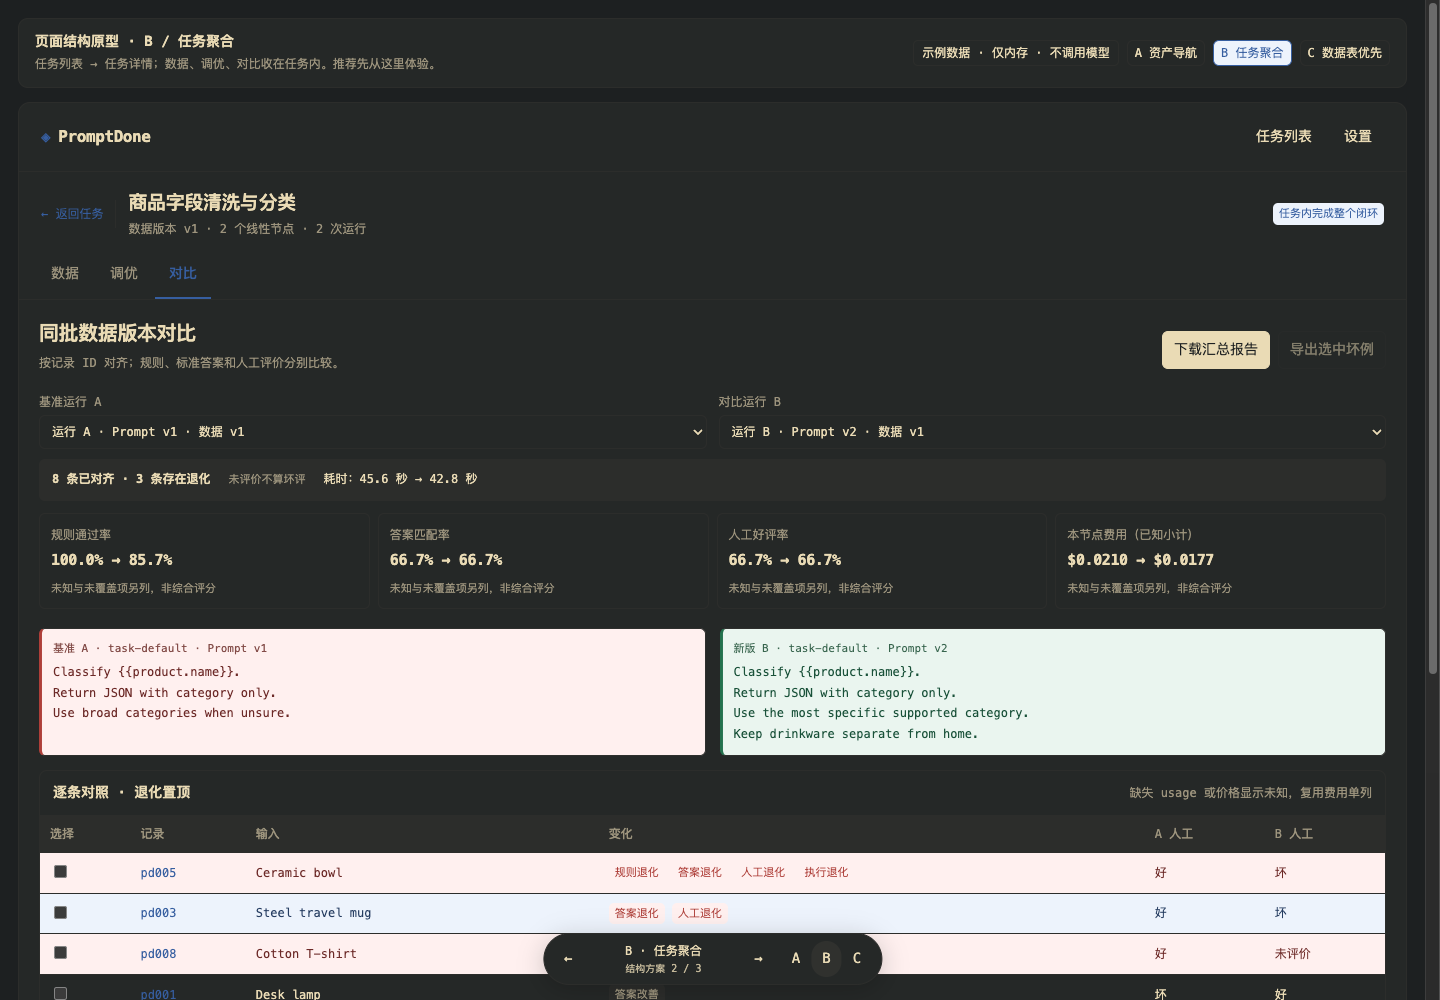 页面结构原型 · B / 任务聚合
任务列表 → 任务详情；数据、调优、对比收在任务内。推荐先从这里体验。
示例数据 · 仅内存 · 不调用模型
A 资产导航
B 任务聚合
C 数据表优先
PromptDone
任务列表
设置
← 返回任务
商品字段清洗与分类
数据版本 v1 · 2 个线性节点 · 2 次运行
任务内完成整个闭环
数据
调优
对比
同批数据版本对比
按记录 ID 对齐；规则、标准答案和人工评价分别比较。
下载汇总报告
导出选中坏例
基准运行 A
运行 A · Prompt v1 · 数据 v1
对比运行 B
运行 B · Prompt v2 · 数据 v1
8 条已对齐 · 3 条存在退化
未评价不算坏评
耗时：45.6 秒 → 42.8 秒
规则通过率
100.0% → 85.7%
未知与未覆盖项另列，非综合评分
答案匹配率
66.7% → 66.7%
未知与未覆盖项另列，非综合评分
人工好评率
66.7% → 66.7%
未知与未覆盖项另列，非综合评分
本节点费用（已知小计）
$0.0210 → $0.0177
未知与未覆盖项另列，非综合评分
基准 A · task-default · Prompt v1
Classify {{product.name}}.
Return JSON with category only.
Use broad categories when unsure.
新版 B · task-default · Prompt v2
Classify {{product.name}}.
Return JSON with category only.
Use the most specific supported category.
Keep drinkware separate from home.
逐条对照 · 退化置顶
缺失 usage 或价格显示未知，复用费用单列
选择 记录 输入 变化 A 人工 B 人工
pd005 Ceramic bowl 规则退化 答案退化 人工退化 执行退化 好 坏
pd003 Steel travel mug 答案退化 人工退化 好 坏
pd008 Cotton T-shirt 好 未评价
pd001 Desk lamp 答案改善 坏 好
←
B · 任务聚合
结构方案 2 / 3
→
A
B
C